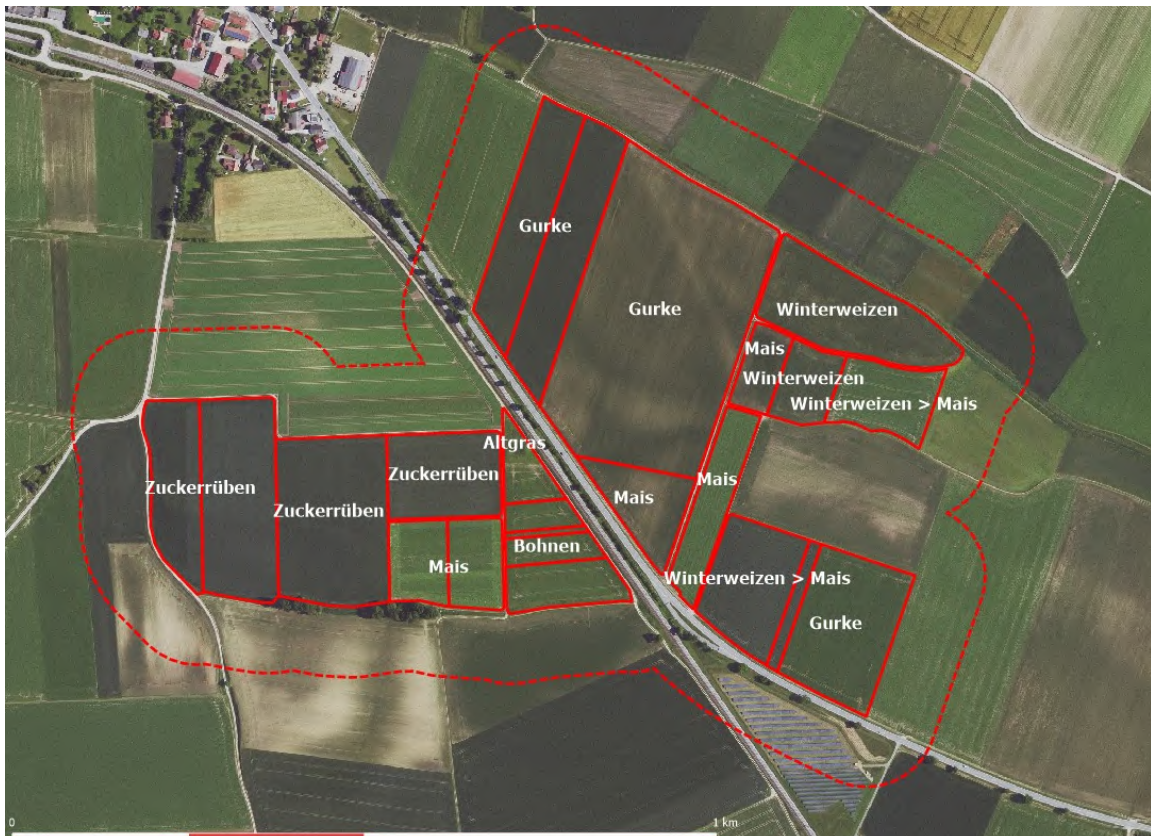 Gurke
Gurke
Winterweizen
Mais
Winterweizen
Winterweizen > Mais
Altgras
Zuckerrüben
Zuckerrüben
Zuckerrüben
Mais
Mais
Bohnen
Mais
Winterweizen > Mais
Gurke
0
1 km